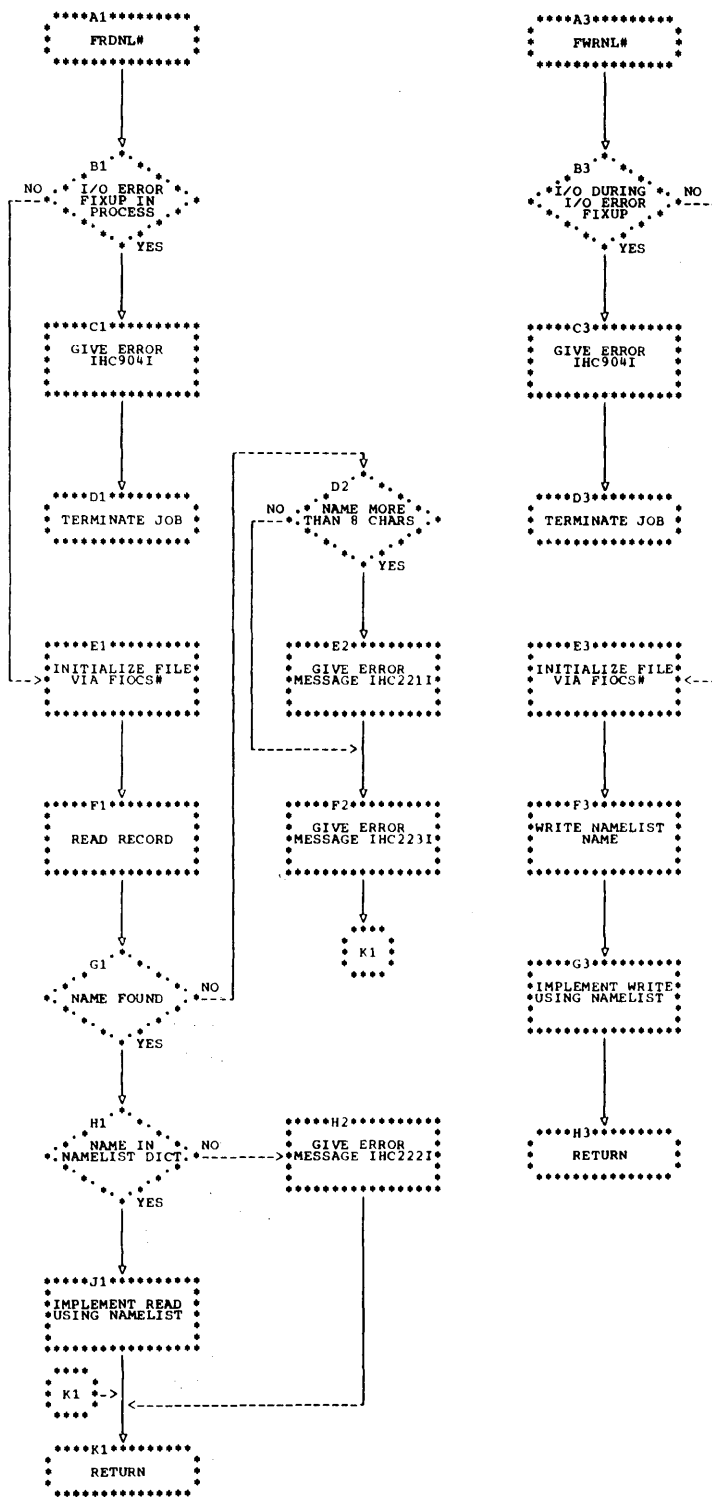 A1
FRDNL#
B1
NO
I/O ERROR
FIXUP IN
PROCESS
YES
C1
GIVE ERROR
IHC904I
D1
TERMINATE JOB
E1
INITIALIZE FILE
VIA FIOCS#
F1
READ RECORD
G1
NAME FOUND
NO
YES
H1
NAME IN
NAMELIST DICT
NO
YES
J1
IMPLEMENT READ
USING NAMELIST
K1
K1
RETURN
D2
NO
NAME MORE
THAN 8 CHARS
YES
E2
GIVE ERROR
MESSAGE IHC221I
F2
GIVE ERROR
MESSAGE IHC223I
K1
H2
GIVE ERROR
MESSAGE IHC222I
A3
FWRNL#
B3
I/O DURING
I/O ERROR
FIXUP
NO
YES
C3
GIVE ERROR
IHC904I
D3
TERMINATE JOB
E3
INITIALIZE FILE
VIA FIOCS#
F3
WRITE NAMELIST
NAME
G3
IMPLEMENT WRITE
USING NAMELIST
H3
RETURN